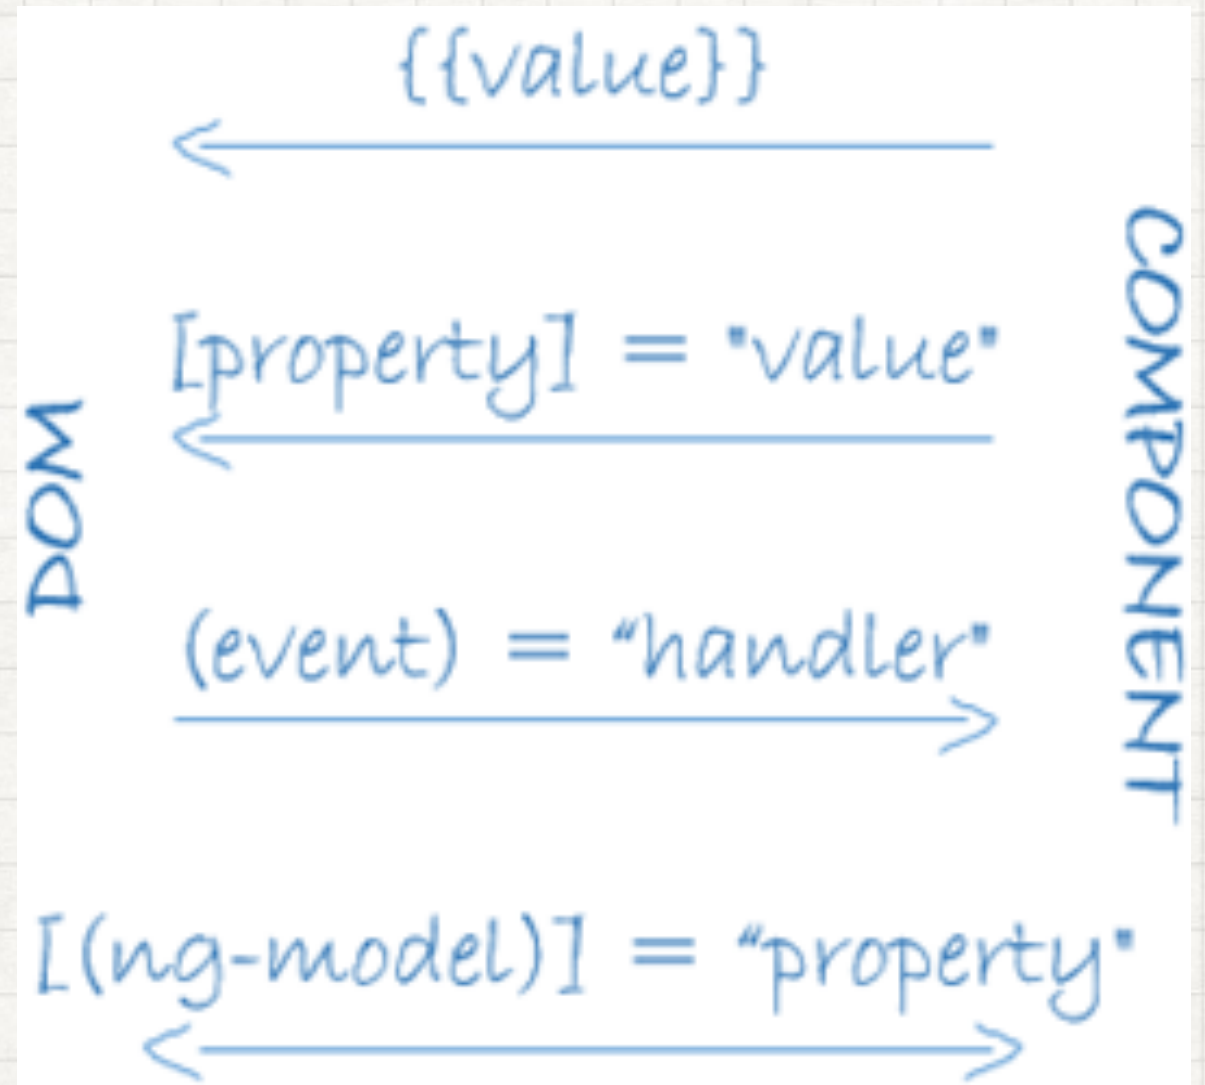 {{value}}
[property] = "value"
DOM
COMPONENT
(event) = “handler"
[(ng-model)] = “property"